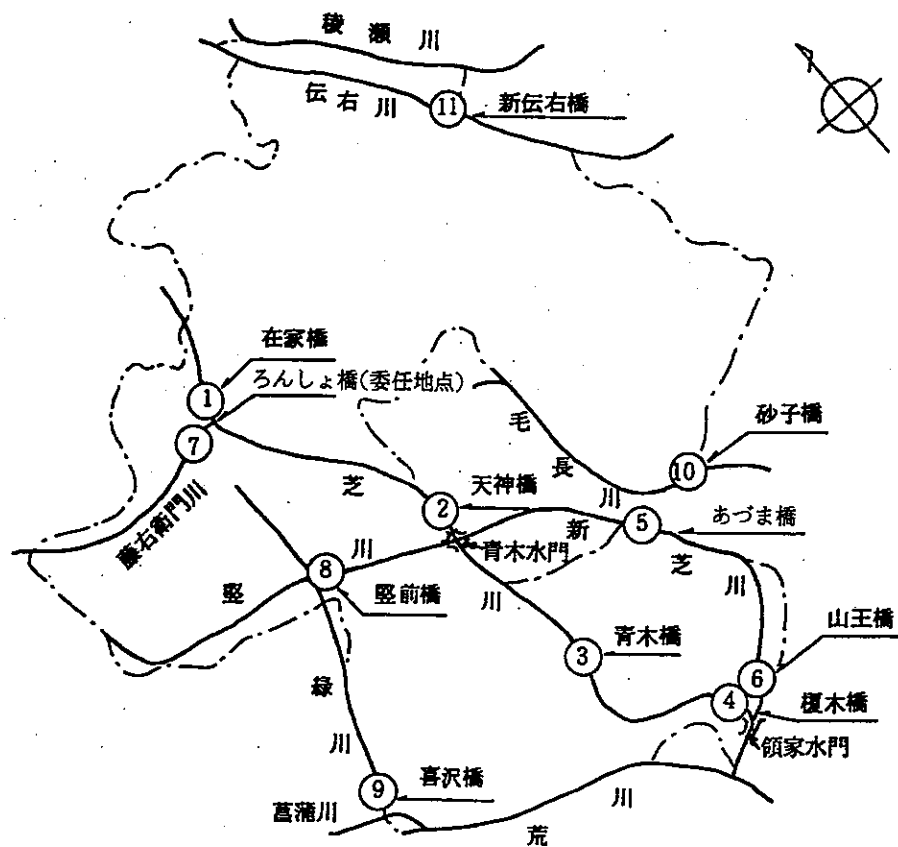 稜瀬川
伝右川
⑪
新伝右橋
在家橋
ろんしょ橋(委任地点)
①
⑦
毛長川
砂子橋
⑩
芝川
天神橋
②
新芝川
⑤
あづま橋
藤右衛門川
青木水門
竪川
⑧
竪前橋
山王橋
青木橋
③
⑥
④
榎木橋
領家水門
緑川
⑨
喜沢橋
菖蒲川
荒川